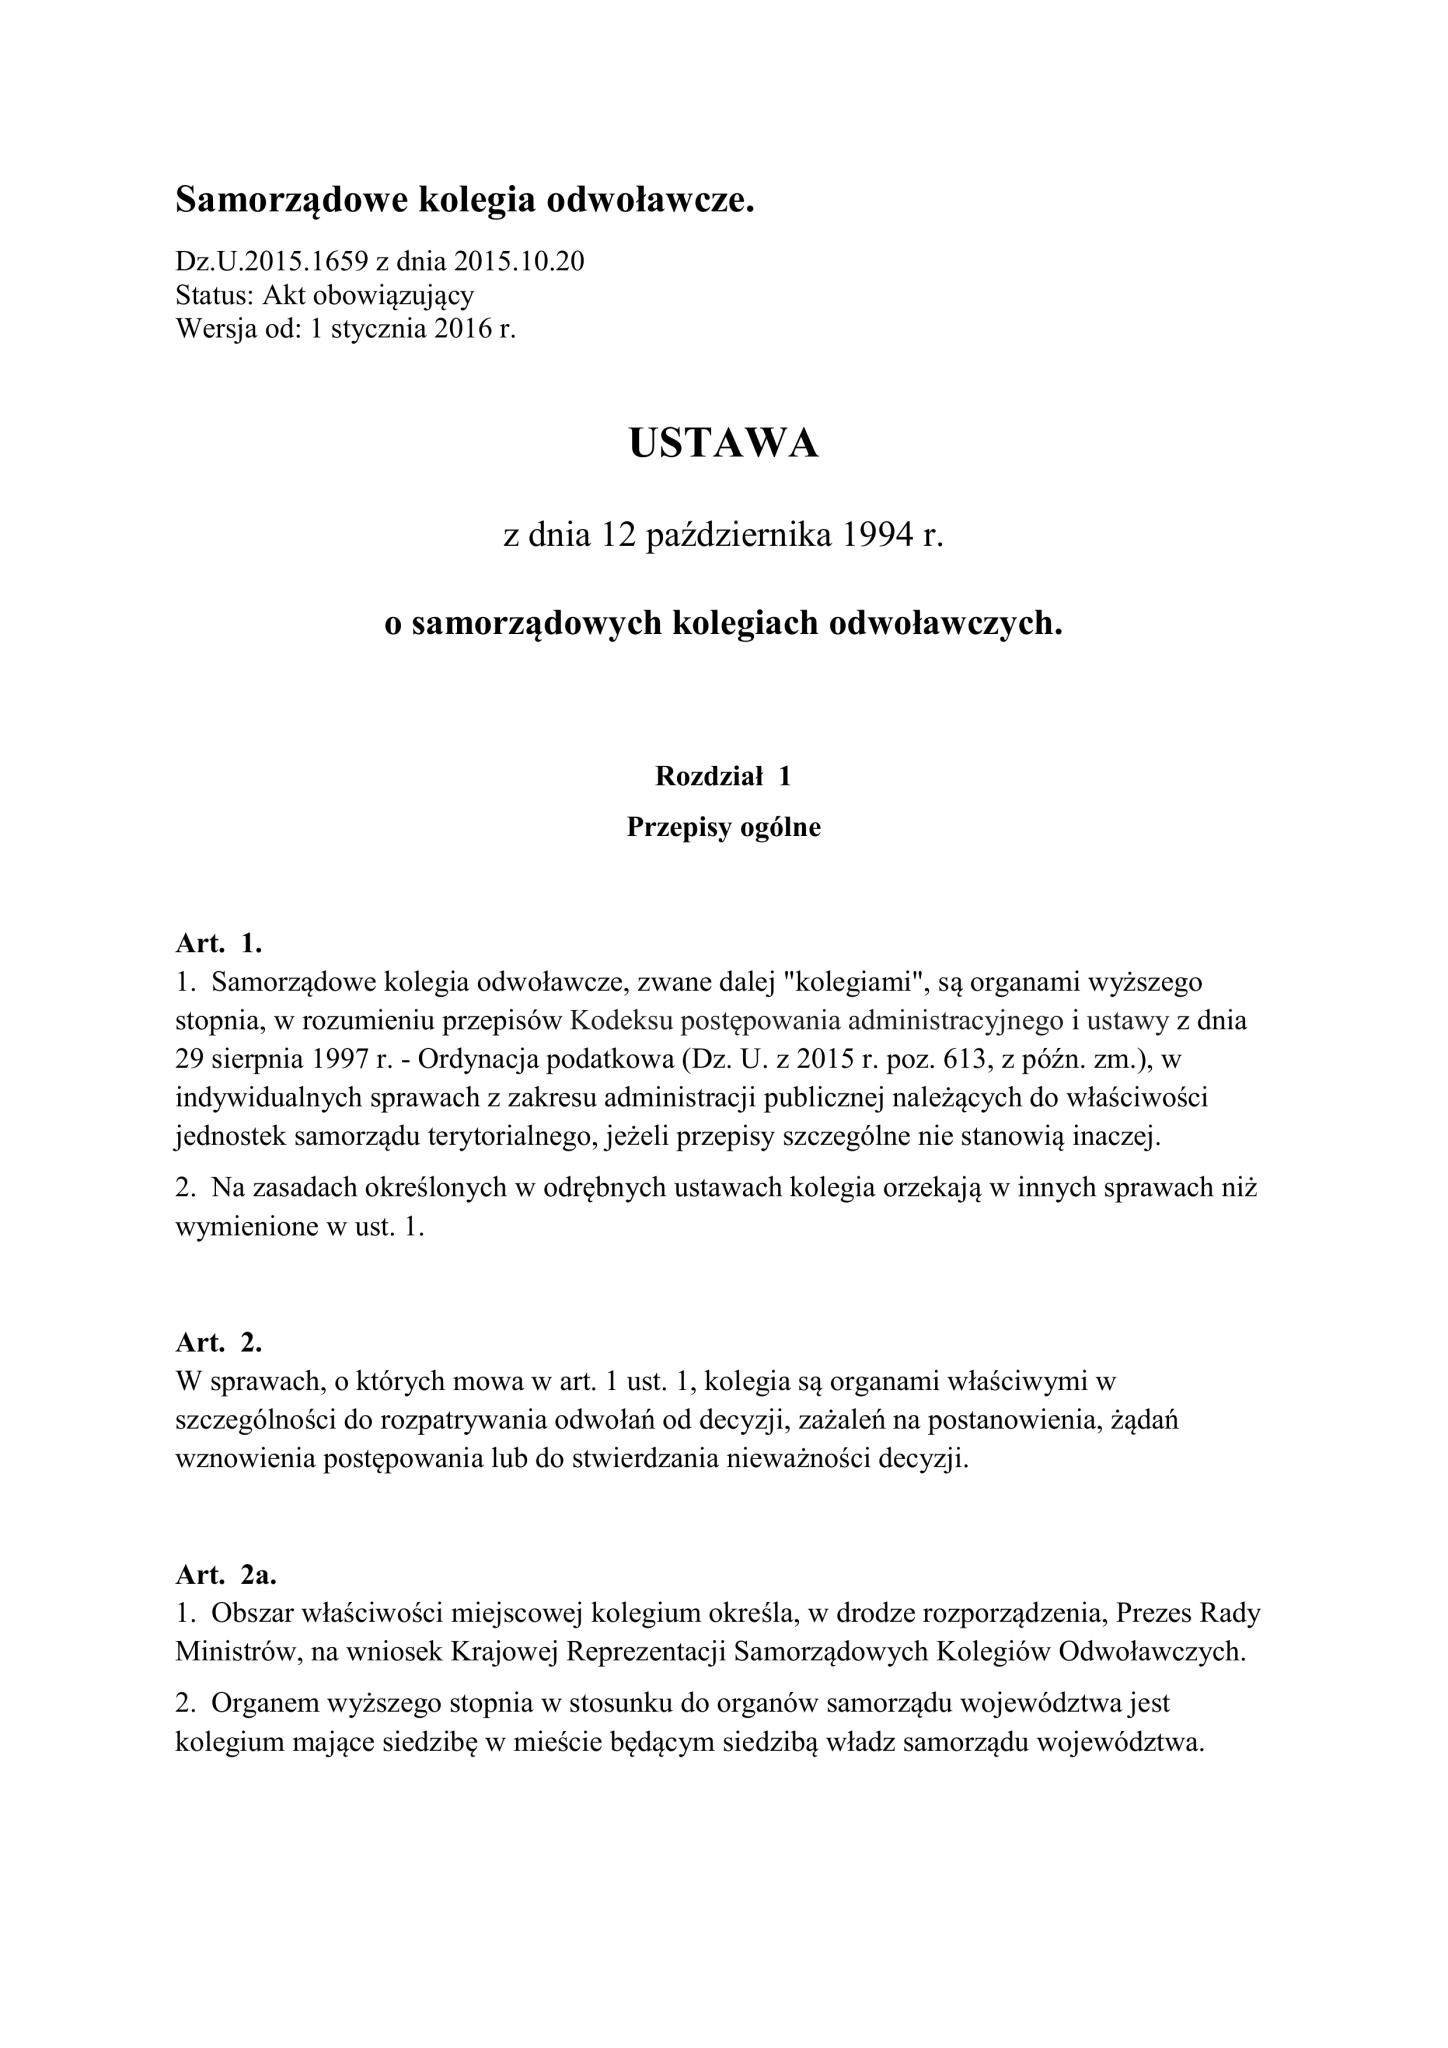 Samorządowe kolegia odwoławcze.
Dz.U.2015.1659 z dnia 2015.10.20
Status: Akt obowiązujący
Wersja od: 1 stycznia 2016 r.
USTAWA
z dnia 12 października 1994 r.
o samorządowych kolegiach odwoławczych.
Rozdział 1
Przepisy ogólne
Art. 1.
1. Samorządowe kolegia odwoławcze, zwane dalej "kolegiami", są organami wyższego
stopnia, w rozumieniu przepisów Kodeksu postępowania administracyjnego i ustawy z dnia
29 sierpnia 1997 r. - Ordynacja podatkowa (Dz. U. z 2015 r. poz. 613, z późn. zm.), w
indywidualnych sprawach z zakresu administracji publicznej należących do właściwości
jednostek samorządu terytorialnego, jeżeli przepisy szczególne nie stanowią inaczej.
2. Na zasadach określonych w odrębnych ustawach kolegia orzekają w innych sprawach niż
wymienione w ust. 1.
Art. 2.
W sprawach, o których mowa w art. 1 ust. 1, kolegia są organami właściwymi w
szczególności do rozpatrywania odwołań od decyzji, zażaleń na postanowienia, żądań
wznowienia postępowania lub do stwierdzania nieważności decyzji.
Art. 2a.
1. Obszar właściwości miejscowej kolegium określa, w drodze rozporządzenia, Prezes Rady
Ministrów, na wniosek Krajowej Reprezentacji Samorządowych Kolegiów Odwoławczych.
2. Organem wyższego stopnia w stosunku do organów samorządu województwa jest
kolegium mające siedzibę w mieście będącym siedzibą władz samorządu województwa.